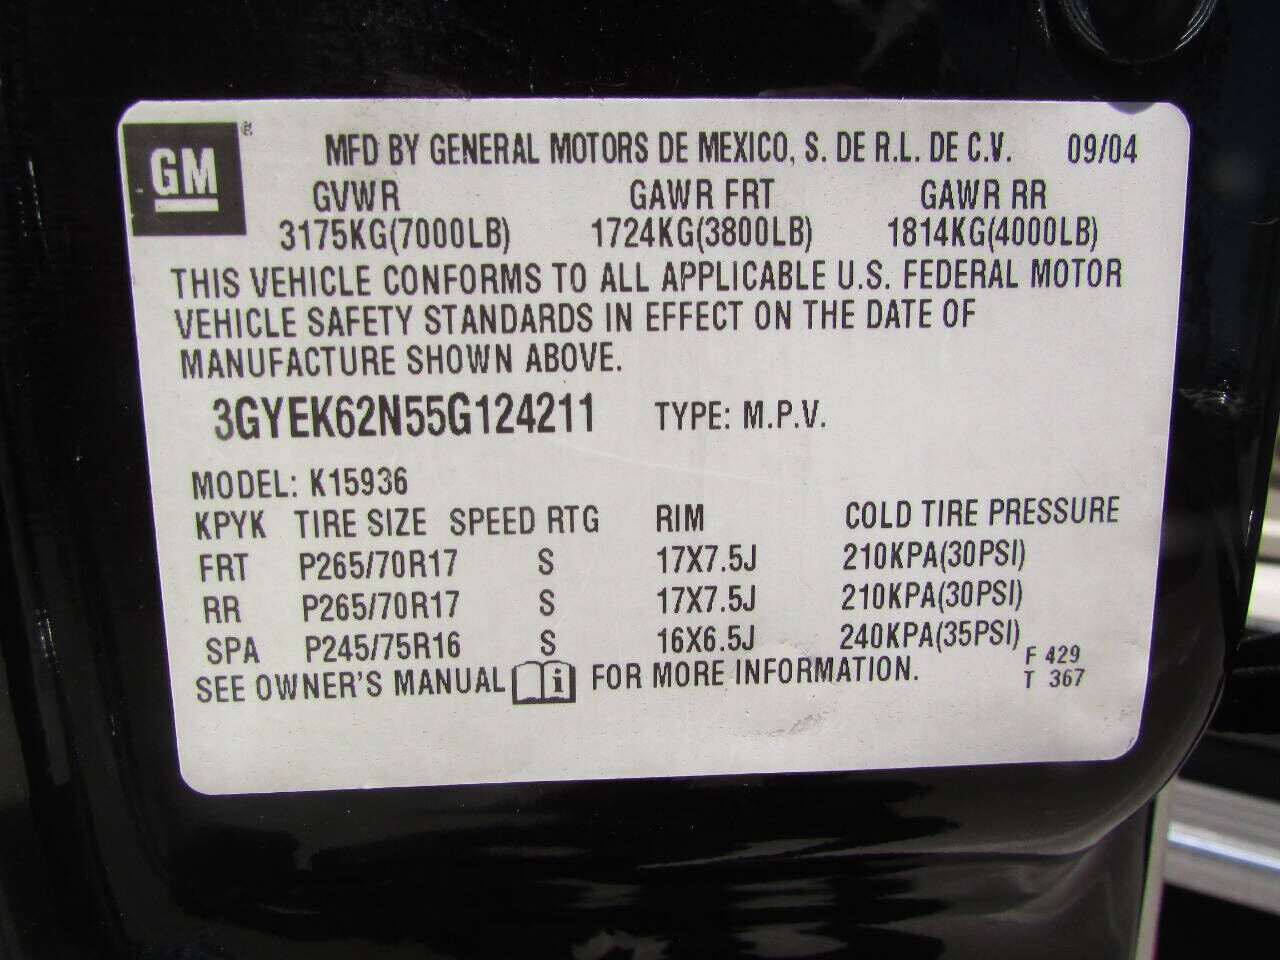 GM ® MFD BY GENERAL MOTORS DE MEXICO, S. DE R.L. DE C.V. 09/04
GVWR GAWR FRT GAWR RR
3175KG(7000LB) 1724KG(3800LB) 1814KG(4000LB)
THIS VEHICLE CONFORMS TO ALL APPLICABLE U.S. FEDERAL MOTOR
VEHICLE SAFETY STANDARDS IN EFFECT ON THE DATE OF
MANUFACTURE SHOWN ABOVE.
3GYEK62N55G124211 TYPE: M.P.V.
MODEL: K15936
KPYK TIRE SIZE SPEED RTG RIM COLD TIRE PRESSURE
FRT P265/70R17 S 17X7.5J 210KPA(30PSI)
RR P265/70R17 S 17X7.5J 210KPA(30PSI)
SPA P245/75R16 S 16X6.5J 240KPA(35PSI)
SEE OWNER'S MANUAL i FOR MORE INFORMATION.
F 429
T 367